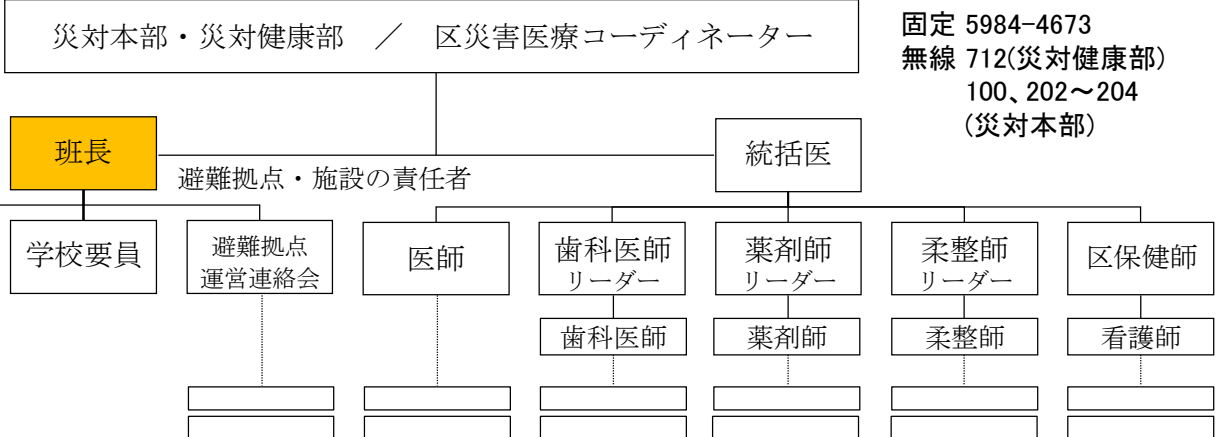 災対本部・災対健康部 ／ 区災害医療コーディネーター
固定 5984-4673
無線 712(災対健康部)
100、202～204
(災対本部)
班長
統括医
避難拠点・施設の責任者
学校要員
避難拠点
運営連絡会
医師
歯科医師
リーダー
薬剤師
リーダー
柔整師
リーダー
区保健師
歯科医師
薬剤師
柔整師
看護師